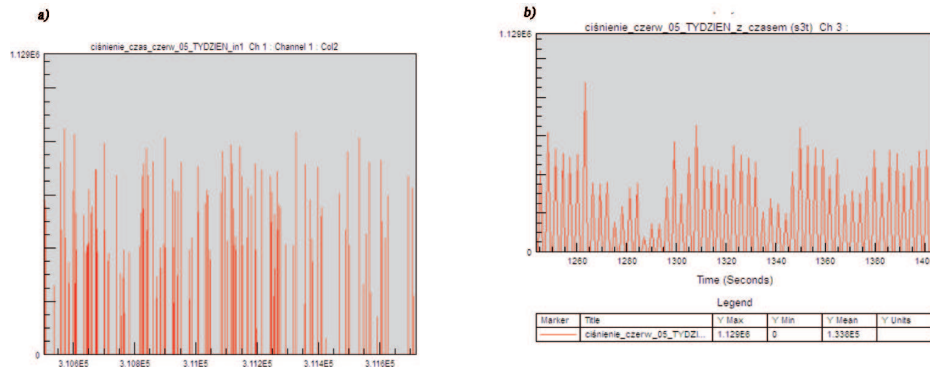 a)
ciśnienie_czas_czerw_05_TYDZIEN_in1 Ch 1 : Channel 1 : Col2
1.129E6
0
3.106E5 3.108E5 3.11E5 3.112E5 3.114E5 3.116E5
b)
ciśnienie_czerw_05_TYDZIEN_z_czasem (s3t) Ch 3 :
1.129E6
0
1260 1280 1300 1320 1340 1360 1380
Time (Seconds)
Legend
Marker Title Y Max Y Min Y Mean Y Units
ciśnienie_czerw_05_TYDZI... 1.129E6 0 1.336E5